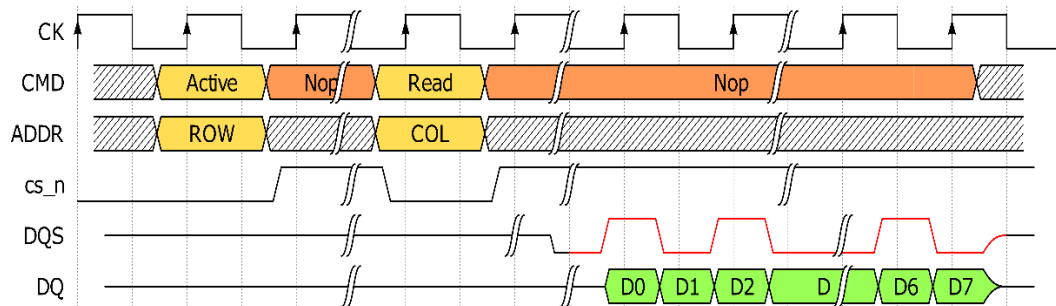 CK
CMD Active Nop Read Nop
ADDR ROW COL
cs_n
DQS
DQ D0 D1 D2 D D6 D7